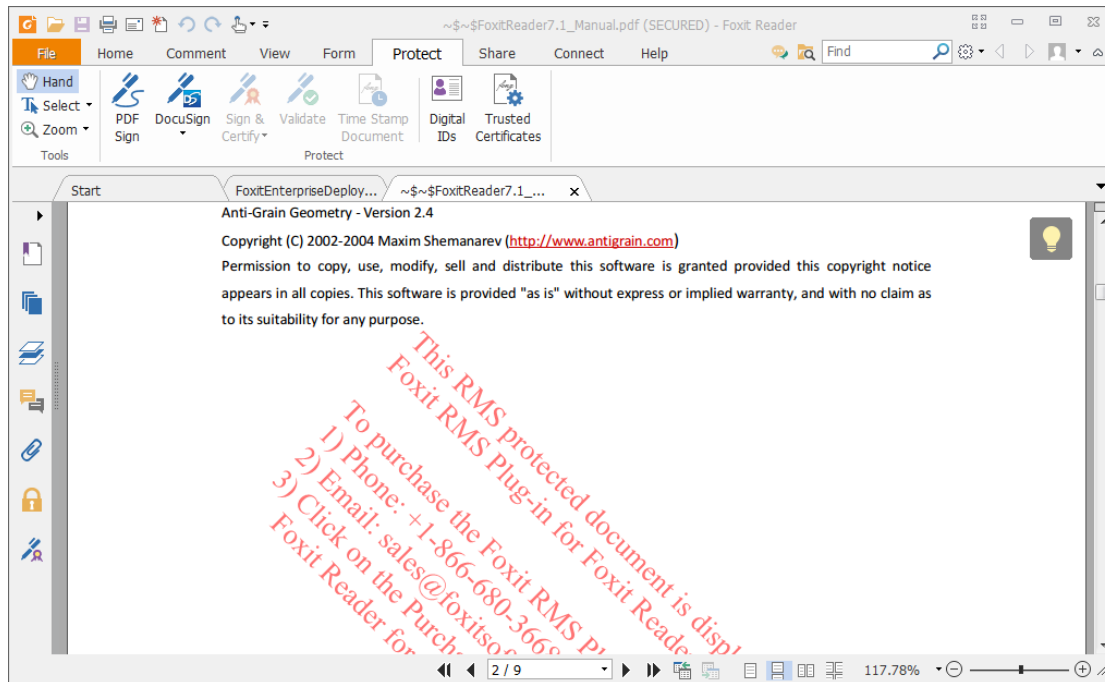 ~$~$FoxitReader7.1_Manual.pdf (SECURED) - Foxit Reader
File Home Comment View Form Protect Share Connect Help Find
Hand
Select
Zoom
Tools
PDF Sign
DocuSign
Sign & Certify
Validate
Time Stamp Document
Digital IDs
Trusted Certificates
Protect
Start FoxitEnterpriseDeploy... ~$~$FoxitReader7.1_... x
Anti-Grain Geometry - Version 2.4
Copyright (C) 2002-2004 Maxim Shemanarev (http://www.antigrain.com)
Permission to copy, use, modify, sell and distribute this software is granted provided this copyright notice
appears in all copies. This software is provided "as is" without express or implied warranty, and with no claim as
to its suitability for any purpose.
This RMS protected document is displ
Foxit RMS Plug-in for Foxit Reade
To purchase the Foxit RMS Pl
1) Phone: +1-866-680-3668
2) Email: sales@foxitsof
3) Click on the Purcha
Foxit Reader for
2 / 9 117.78%